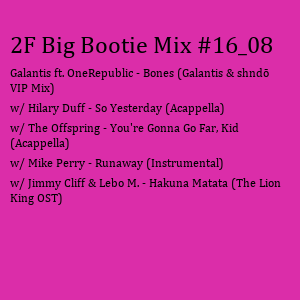 2F Big Bootie Mix #16_08
Galantis ft. OneRepublic - Bones (Galantis & shndō
VIP Mix)
w/ Hilary Duff - So Yesterday (Acappella)
w/ The Offspring - You're Gonna Go Far, Kid
(Acappella)
w/ Mike Perry - Runaway (Instrumental)
w/ Jimmy Cliff & Lebo M. - Hakuna Matata (The Lion
King OST)